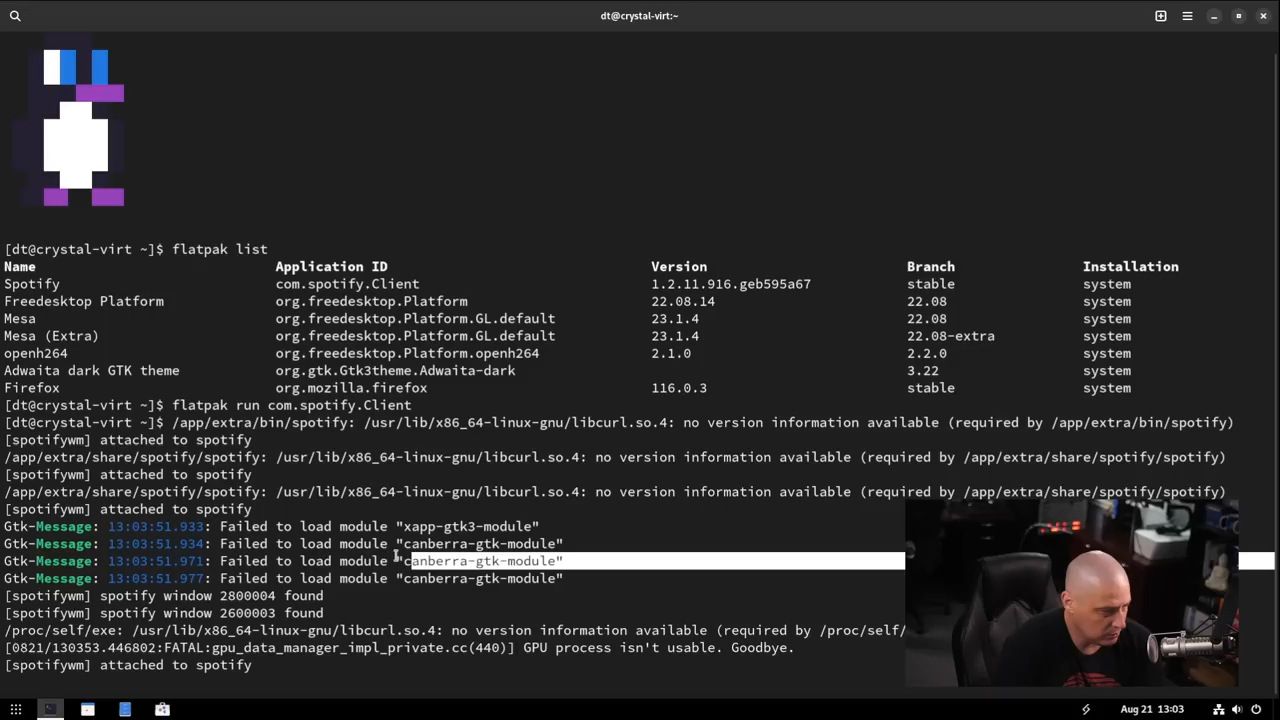 dt@crystal-virt:~
[dt@crystal-virt ~]$ flatpak list
Name Application ID Version Branch Installation
Spotify com.spotify.Client 1.2.11.916.geb595a67 stable system
Freedesktop Platform org.freedesktop.Platform 22.08.14 22.08 system
Mesa org.freedesktop.Platform.GL.default 23.1.4 22.08 system
Mesa (Extra) org.freedesktop.Platform.GL.default 23.1.4 22.08-extra system
openh264 org.freedesktop.Platform.openh264 2.1.0 2.2.0 system
Adwaita dark GTK theme org.gtk.Gtk3theme.Adwaita-dark 3.22 system
Firefox org.mozilla.firefox 116.0.3 stable system
[dt@crystal-virt ~]$ flatpak run com.spotify.Client
[dt@crystal-virt ~]$ /app/extra/bin/spotify: /usr/lib/x86_64-linux-gnu/libcurl.so.4: no version information available (required by /app/extra/bin/spotify)
[spotifywm] attached to spotify
/app/extra/share/spotify/spotify: /usr/lib/x86_64-linux-gnu/libcurl.so.4: no version information available (required by /app/extra/share/spotify/spotify)
[spotifywm] attached to spotify
/app/extra/share/spotify/spotify: /usr/lib/x86_64-linux-gnu/libcurl.so.4: no version information available (required by /app/extra/share/spotify/spotify)
[spotifywm] attached to spotify
Gtk-Message: 13:03:51.933: Failed to load module "xapp-gtk3-module"
Gtk-Message: 13:03:51.934: Failed to load module "canberra-gtk-module"
Gtk-Message: 13:03:51.971: Failed to load module "canberra-gtk-module"
Gtk-Message: 13:03:51.977: Failed to load module "canberra-gtk-module"
[spotifywm] spotify window 2800004 found
[spotifywm] spotify window 2600003 found
/proc/self/exe: /usr/lib/x86_64-linux-gnu/libcurl.so.4: no version information available (required by /proc/self/
[0821/130353.446802:FATAL:gpu_data_manager_impl_private.cc(440)] GPU process isn't usable. Goodbye.
[spotifywm] attached to spotify
Aug 21 13:03